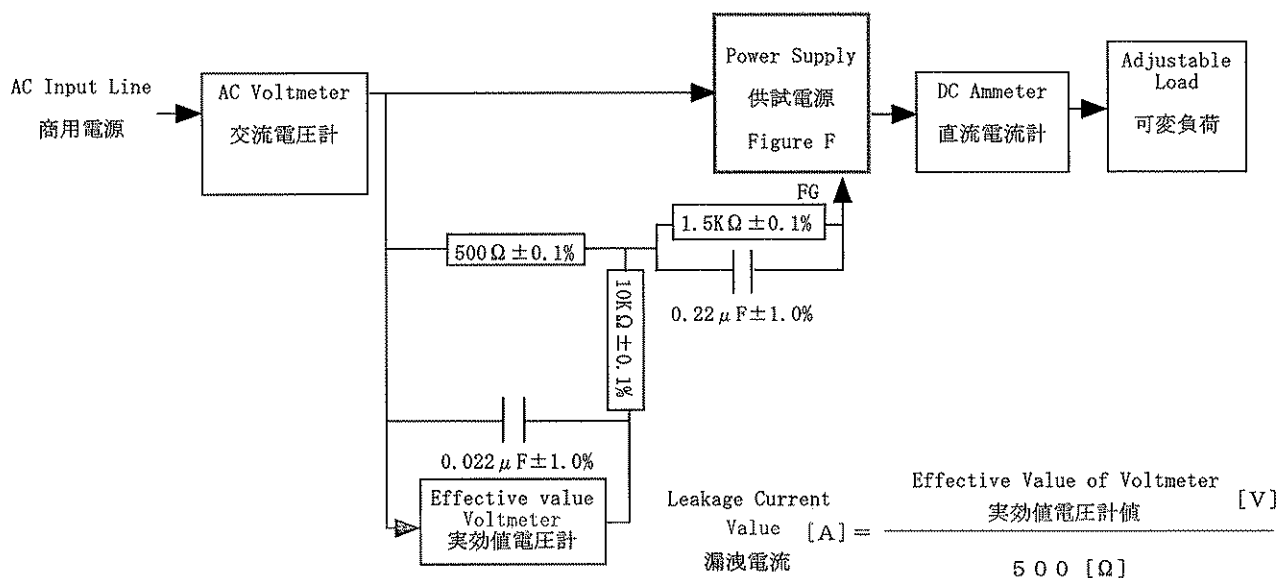 AC Input Line
商用電源
AC Voltmeter
交流電圧計
Power Supply
供試電源
Figure F
DC Ammeter
直流電流計
Adjustable
Load
可変負荷
FG
1.5KΩ±0.1%
500Ω±0.1%
0.22μF±1.0%
10KΩ±0.1%
0.022μF±1.0%
Effective value
Voltmeter
実効値電圧計
Leakage Current
Value [A]=
漏洩電流
Effective Value of Voltmeter
実効値電圧計値 [V]
500 [Ω]